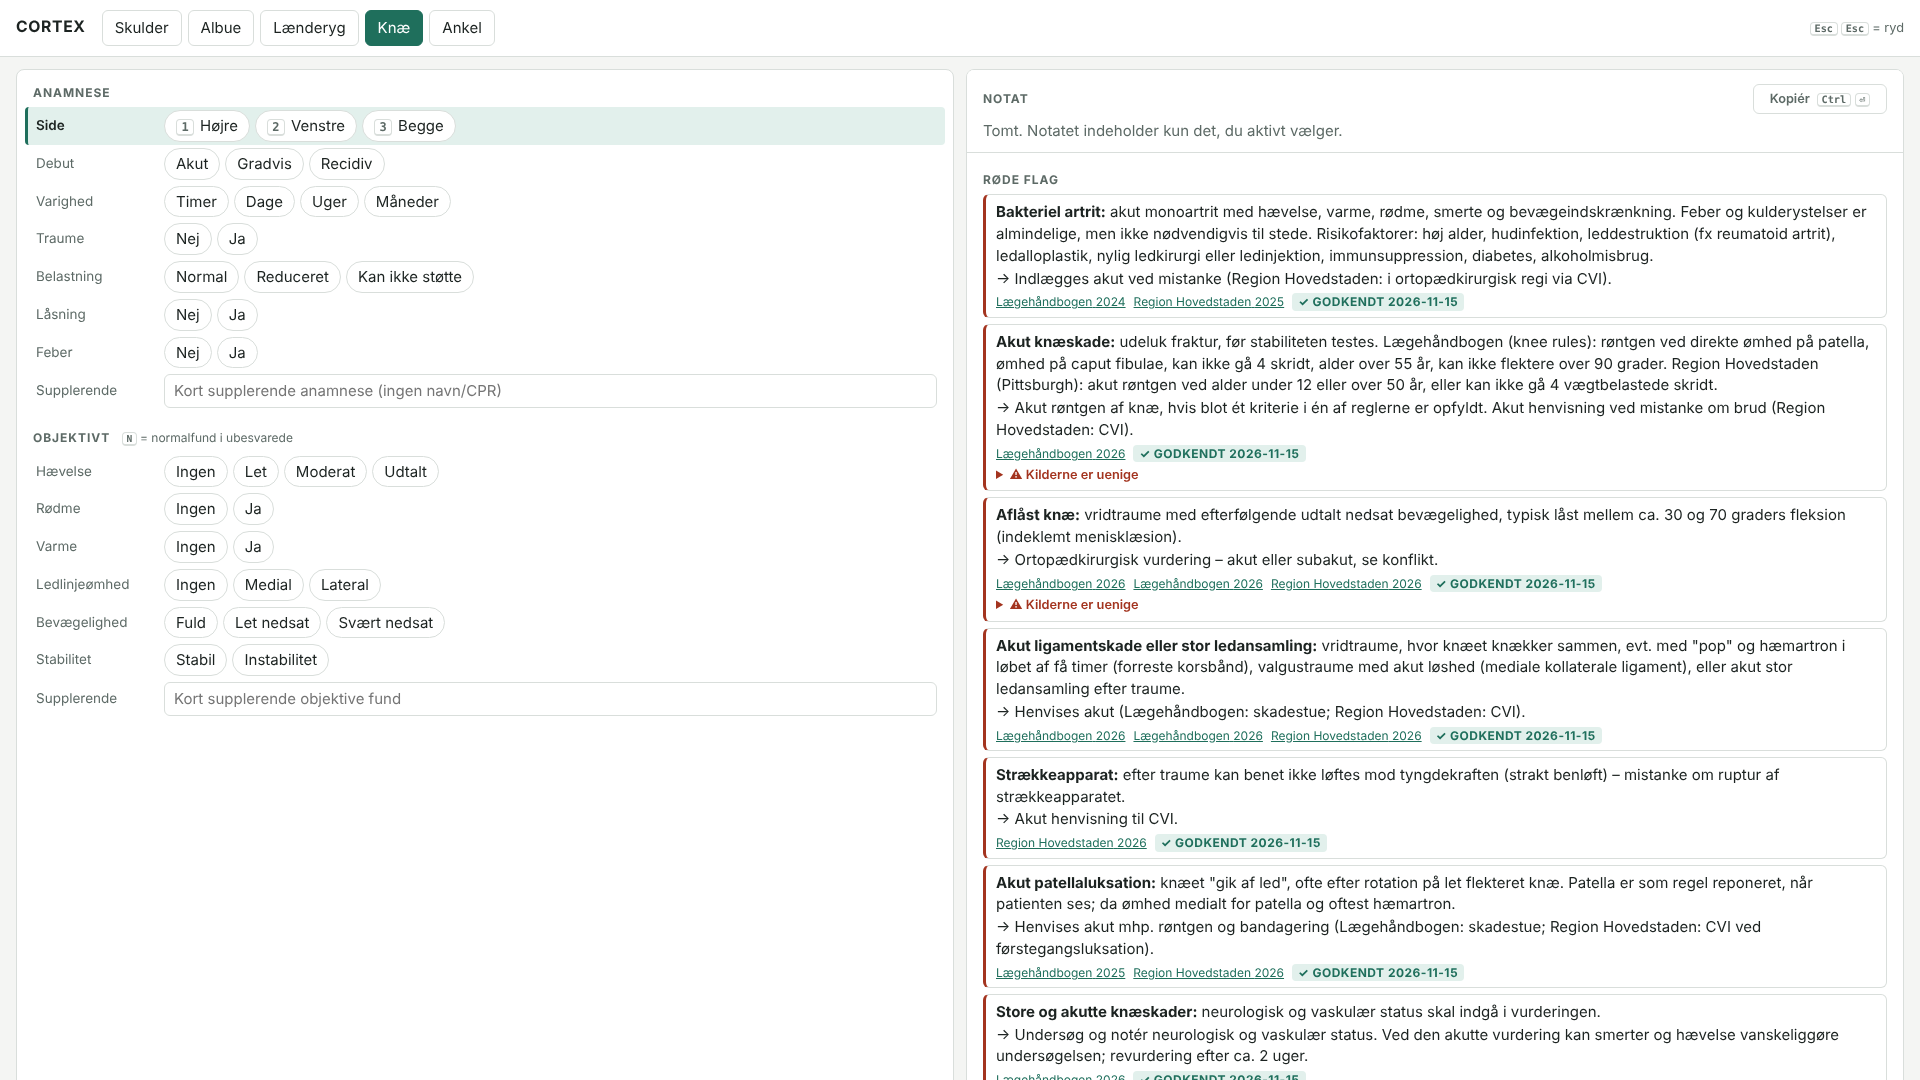 CORTEX Skulder Albue Lænderyg Knæ Ankel Esc Esc = ryd
ANAMNESE
Side 1 Højre 2 Venstre 3 Begge
Debut Akut Gradvis Recidiv
Varighed Timer Dage Uger Måneder
Traume Nej Ja
Belastning Normal Reduceret Kan ikke støtte
Låsning Nej Ja
Feber Nej Ja
Supplerende Kort supplerende anamnese (ingen navn/CPR)
OBJEKTIVT N = normalfund i ubesvarede
Hævelse Ingen Let Moderat Udtalt
Rødme Ingen Ja
Varme Ingen Ja
Ledlinjeømhed Ingen Medial Lateral
Bevægelighed Fuld Let nedsat Svært nedsat
Stabilitet Stabil Instabilitet
Supplerende Kort supplerende objektive fund
NOTAT Kopiér Ctrl ⏎
Tomt. Notatet indeholder kun det, du aktivt vælger.
RØDE FLAG
Bakteriel artrit: akut monoartrit med hævelse, varme, rødme, smerte og bevægeindskrænkning. Feber og kulderystelser er
almindelige, men ikke nødvendigvis til stede. Risikofaktorer: høj alder, hudinfektion, leddestruktion (fx reumatoid artrit),
ledalloplastik, nylig ledkirurgi eller ledinjektion, immunsuppression, diabetes, alkoholmisbrug.
→ Indlægges akut ved mistanke (Region Hovedstaden: i ortopædkirurgisk regi via CVI).
Lægehåndbogen 2024 Region Hovedstaden 2025 ✓ GODKENDT 2026-11-15
Akut knæskade: udeluk fraktur, før stabiliteten testes. Lægehåndbogen (knee rules): røntgen ved direkte ømhed på patella,
ømhed på caput fibulae, kan ikke gå 4 skridt, alder over 55 år, kan ikke flektere over 90 grader. Region Hovedstaden
(Pittsburgh): akut røntgen ved alder under 12 eller over 50 år, eller kan ikke gå 4 vægtbelastede skridt.
→ Akut røntgen af knæ, hvis blot ét kriterie i én af reglerne er opfyldt. Akut henvisning ved mistanke om brud (Region
Hovedstaden: CVI).
Lægehåndbogen 2026 ✓ GODKENDT 2026-11-15
▶ ⚠ Kilderne er uenige
Aflåst knæ: vridtraume med efterfølgende udtalt nedsat bevægelighed, typisk låst mellem ca. 30 og 70 graders fleksion
(indeklemt menisklæsion).
→ Ortopædkirurgisk vurdering – akut eller subakut, se konflikt.
Lægehåndbogen 2026 Lægehåndbogen 2026 Region Hovedstaden 2026 ✓ GODKENDT 2026-11-15
▶ ⚠ Kilderne er uenige
Akut ligamentskade eller stor ledansamling: vridtraume, hvor knæet knækker sammen, evt. med "pop" og hæmartron i
løbet af få timer (forreste korsbånd), valgustraume med akut løshed (mediale kollaterale ligament), eller akut stor
ledansamling efter traume.
→ Henvises akut (Lægehåndbogen: skadestue; Region Hovedstaden: CVI).
Lægehåndbogen 2026 Lægehåndbogen 2026 Region Hovedstaden 2026 ✓ GODKENDT 2026-11-15
Strækkeapparat: efter traume kan benet ikke løftes mod tyngdekraften (strakt benløft) – mistanke om ruptur af
strækkeapparatet.
→ Akut henvisning til CVI.
Region Hovedstaden 2026 ✓ GODKENDT 2026-11-15
Akut patellaluksation: knæet "gik af led", ofte efter rotation på let flekteret knæ. Patella er som regel reponeret, når
patienten ses; da ømhed medialt for patella og oftest hæmartron.
→ Henvises akut mhp. røntgen og bandagering (Lægehåndbogen: skadestue; Region Hovedstaden: CVI ved
førstegangsluksation).
Lægehåndbogen 2025 Region Hovedstaden 2026 ✓ GODKENDT 2026-11-15
Store og akutte knæskader: neurologisk og vaskulær status skal indgå i vurderingen.
→ Undersøg og notér neurologisk og vaskulær status. Ved den akutte vurdering kan smerter og hævelse vanskeliggøre
undersøgelsen; revurdering efter ca. 2 uger.
Lægehåndbogen 2026 ✓ GODKENDT 2026-11-15